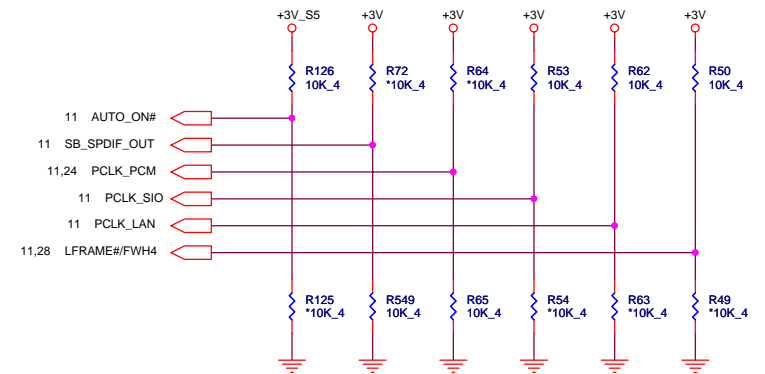 +3V_S5 +3V +3V +3V +3V +3V
R126 R72 R64 R53 R62 R50
10K_4 *10K_4 *10K_4 10K_4 10K_4 10K_4
11 AUTO_ON#
11 SB_SPDIF_OUT
11,24 PCLK_PCM
11 PCLK_SIO
11 PCLK_LAN
11,28 LFRAME#/FWH4
R125 R549 R65 R54 R63 R49
*10K_4 10K_4 10K_4 *10K_4 *10K_4 *10K_4